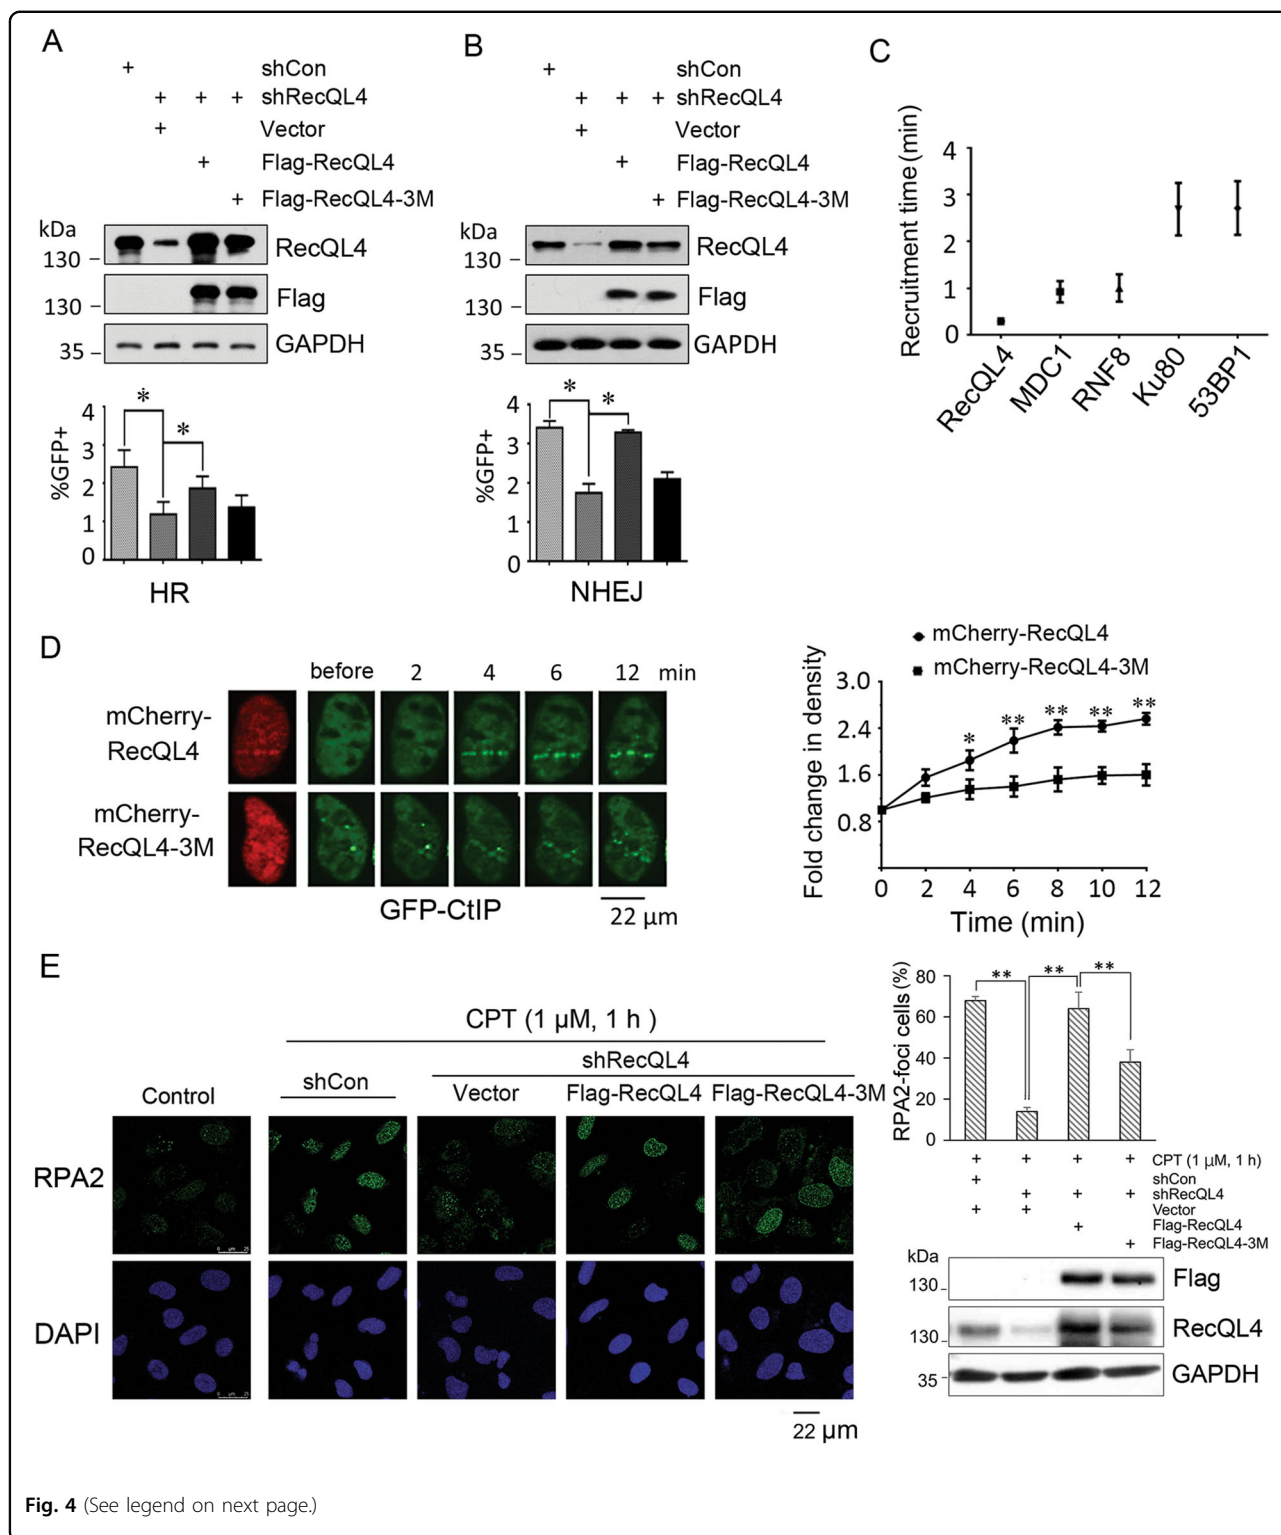 A
+ shCon
+ + + shRecQL4
+ Vector
+ Flag-RecQL4
+ Flag-RecQL4-3M
kDa
130 RecQL4
130 Flag
35 GAPDH
4
3
2
1
0
%GFP+
* *
HR
B
+ shCon
+ + + shRecQL4
+ Vector
+ Flag-RecQL4
+ Flag-RecQL4-3M
kDa
130 RecQL4
130 Flag
35 GAPDH
4
3
2
1
0
%GFP+
* *
NHEJ
C
Recruitment time (min)
4
3
2
1
0
RecQL4 MDC1 RNF8 Ku80 53BP1
D
before 2 4 6 12 min
mCherry-
RecQL4
mCherry-
RecQL4-3M
GFP-CtIP
22 µm
mCherry-RecQL4
mCherry-RecQL4-3M
Fold change in density
3.0
2.4
1.6
0.8
* ** ** ** **
0 2 4 6 8 10 12
Time (min)
E
CPT (1 µM, 1 h )
shRecQL4
Control shCon Vector Flag-RecQL4 Flag-RecQL4-3M
RPA2
0 µm 25
DAPI
0 µm 25
22 µm
RPA2-foci cells (%)
80
60
40
20
0
** ** **
+ + + + CPT (1 µM, 1 h)
+ shCon
+ + + shRecQL4
+ + Vector
+ Flag-RecQL4
+ Flag-RecQL4-3M
kDa
130 Flag
130 RecQL4
35 GAPDH
Fig. 4 (See legend on next page.)